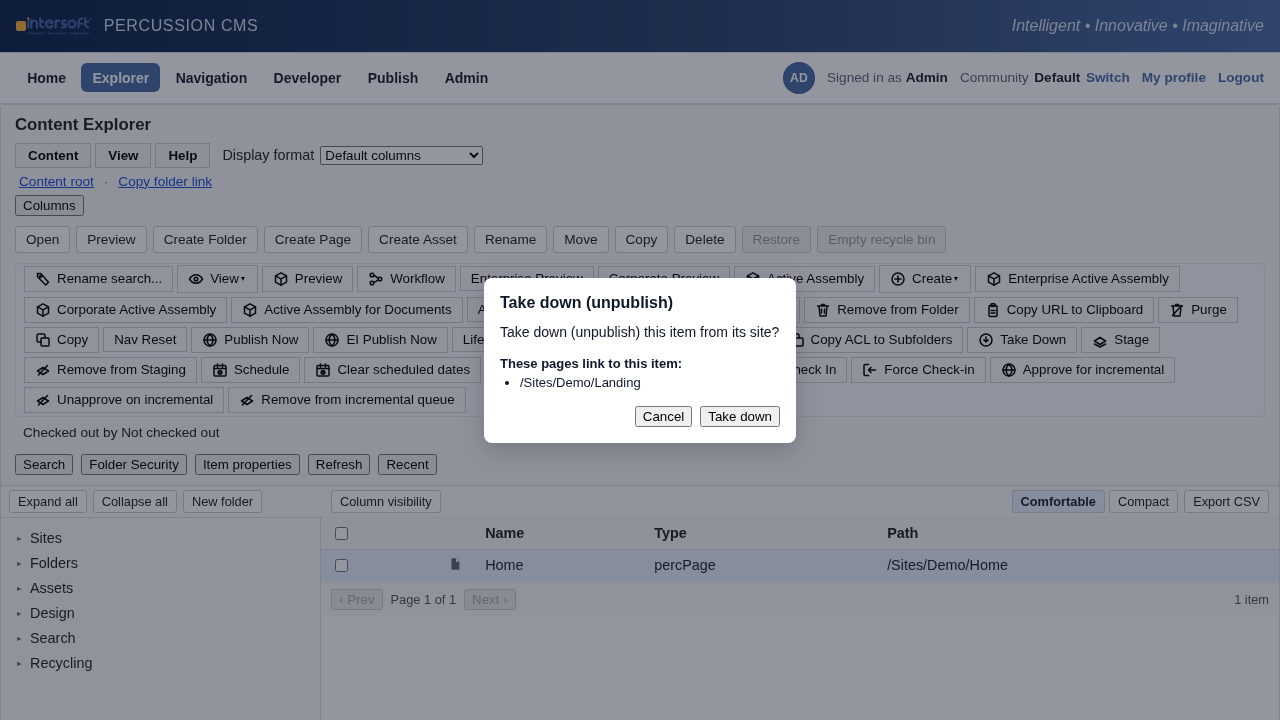 intersoft PERCUSSION CMS Intelligent • Innovative • Imaginative
Home Explorer Navigation Developer Publish Admin AD Signed in as Admin Community Default Switch My profile Logout
Content Explorer
Content View Help Display format Default columns
Content root · Copy folder link
Columns
Open Preview Create Folder Create Page Create Asset Rename Move Copy Delete Restore Empty recycle bin
Rename search... View Preview Workflow Enterprise Preview Corporate Preview Active Assembly Create Enterprise Active Assembly
Corporate Active Assembly Active Assembly for Documents Remove from Folder Copy URL to Clipboard Purge
Copy Nav Reset Publish Now EI Publish Now Copy ACL to Subfolders Take Down Stage
Remove from Staging Schedule Clear scheduled dates In Force Check-in Approve for incremental
Unapprove on incremental Remove from incremental queue
Take down (unpublish)
Take down (unpublish) this item from its site?
These pages link to this item:
• /Sites/Demo/Landing
Cancel Take down
Checked out by Not checked out
Search Folder Security Item properties Refresh Recent
Expand all Collapse all New folder Column visibility Comfortable Compact Export CSV
Sites
Folders
Assets
Design
Search
Recycling
Name Type Path
Home percPage /Sites/Demo/Home
‹ Prev Page 1 of 1 Next › 1 item